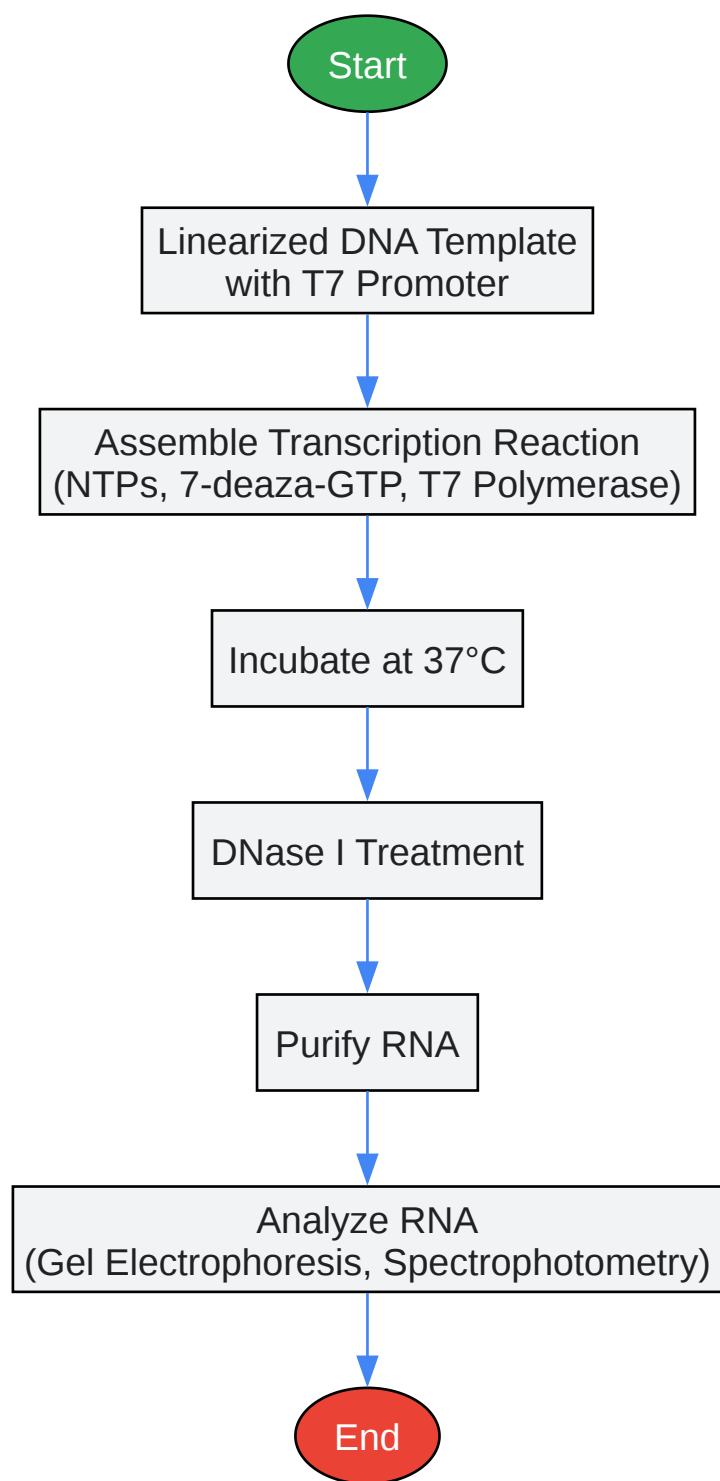 Start
Linearized DNA Template
with T7 Promoter
Assemble Transcription Reaction
(NTPs, 7-deaza-GTP, T7 Polymerase)
Incubate at 37°C
DNase I Treatment
Purify RNA
Analyze RNA
(Gel Electrophoresis, Spectrophotometry)
End